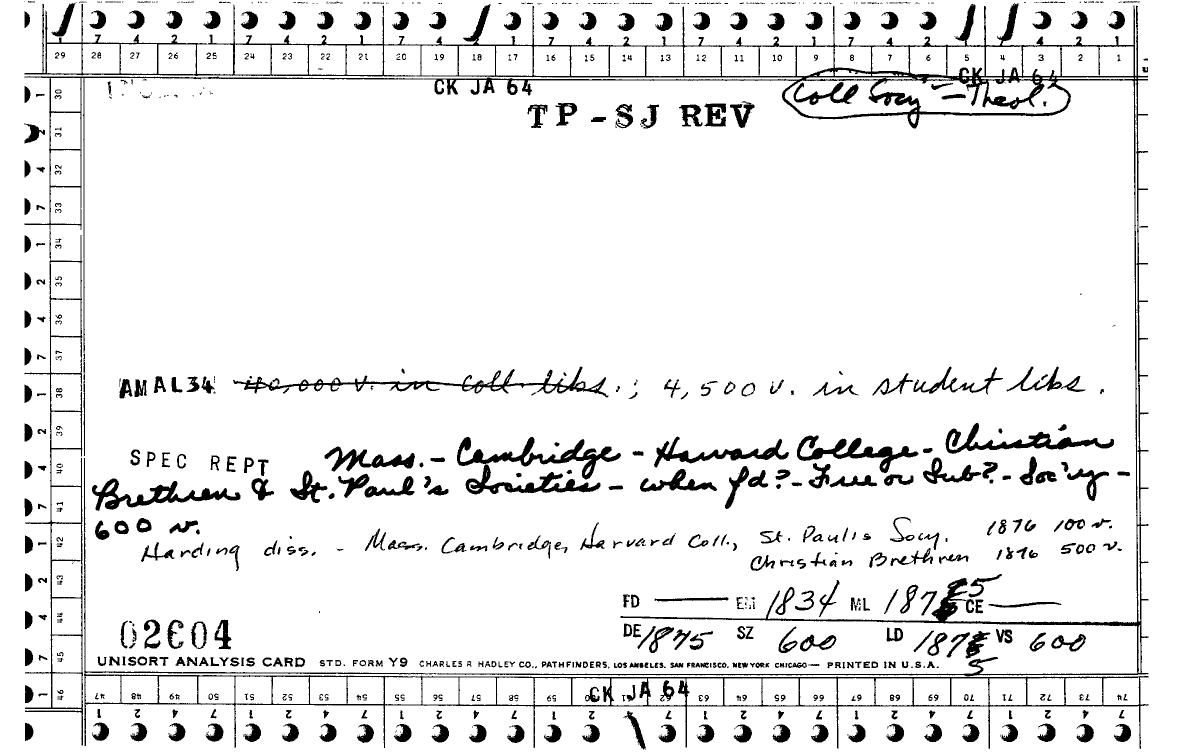 7 4 2 1 7 4 2 1 7 4 2 1 7 4 2 1 7 4 2 1
29 28 27 26 25 24 23 22 21 20 19 18 17 16 15 14 13 12 11 10 9 8 7 6 5 4 3 2 1
CK JA 64
CK JA 64
Coll Socy - Theol.
TP - SJ REV
1 30
2 31
4 32
7 33
1 34
2 35
4 36
7 37
1 38
2 39
4 40
7 41
1 42
2 43
4 44
7 45
1 46
AMAL34 40,000 v. in coll. libs.; 4,500 v. in student libs.
SPEC REPT Mass. - Cambridge - Harvard College - Christian
Brethren & St. Paul's Societies - when fd? - Free or Sub? - Soc'y -
600 v.
Harding diss. - Mass. Cambridge, Harvard Coll., St. Paul's Socy. 1876 100 v.
Christian Brethren 1876 500 v.
FD — EM 1834 ML 1875 CE —
DE 1875 SZ 600 LD 1875 VS 600
02604
UNISORT ANALYSIS CARD STD. FORM Y9 CHARLES R HADLEY CO., PATHFINDERS, LOS ANGELES, SAN FRANCISCO, NEW YORK CHICAGO — PRINTED IN U.S.A.
CK JA 64
47 48 49 50 51 52 53 54 55 56 57 58 59 60 61 62 63 64 65 66 67 68 69 70 71 72 73 74
1 2 4 7 1 2 4 7 1 2 4 7 1 2 7 1 2 4 7 1 2 4 7 1 2 4 7